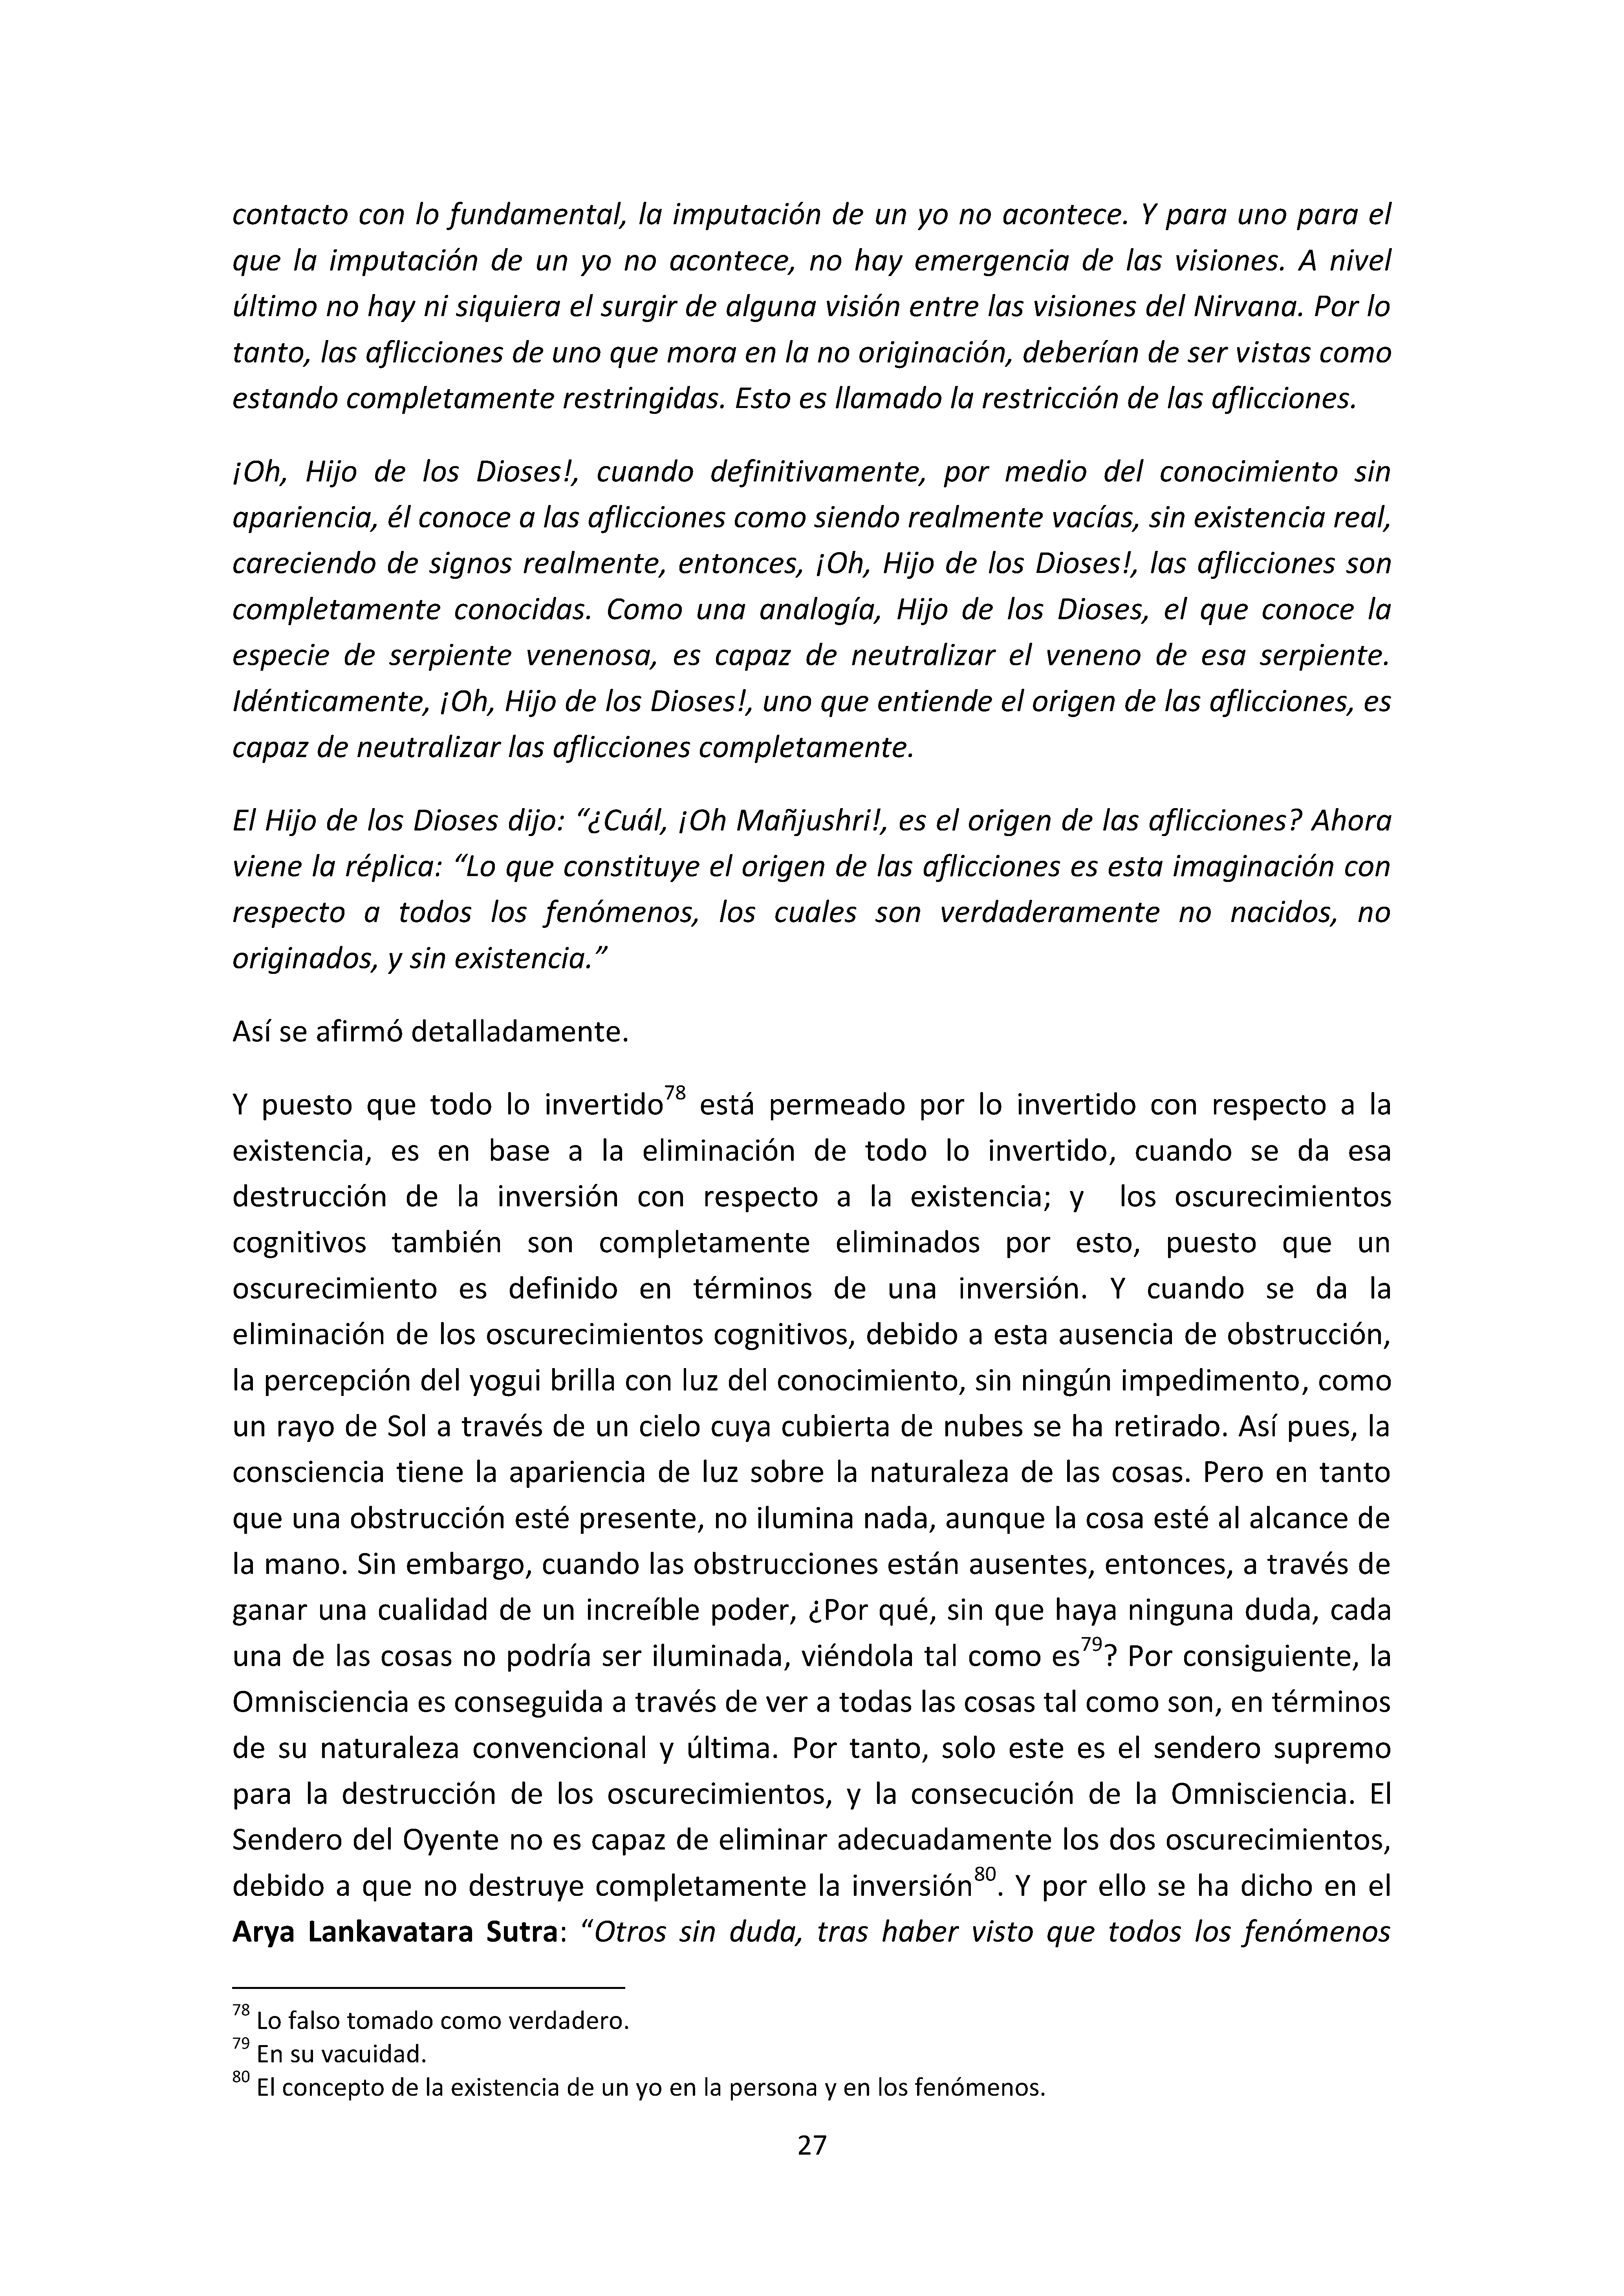 contacto con lo fundamental, la imputación de un yo no acontece. Y para uno para el
que la imputación de un yo no acontece, no hay emergencia de las visiones. A nivel
último no hay ni siquiera el surgir de alguna visión entre las visiones del Nirvana. Por lo
tanto, las aflicciones de uno que mora en la no originación, deberían de ser vistas como
estando completamente restringidas. Esto es llamado la restricción de las aflicciones.
¡Oh, Hijo de los Dioses!, cuando definitivamente, por medio del conocimiento sin
apariencia, él conoce a las aflicciones como siendo realmente vacías, sin existencia real,
careciendo de signos realmente, entonces, ¡Oh, Hijo de los Dioses!, las aflicciones son
completamente conocidas. Como una analogía, Hijo de los Dioses, el que conoce la
especie de serpiente venenosa, es capaz de neutralizar el veneno de esa serpiente.
Idénticamente, ¡Oh, Hijo de los Dioses!, uno que entiende el origen de las aflicciones, es
capaz de neutralizar las aflicciones completamente.
El Hijo de los Dioses dijo: “¿Cuál, ¡Oh Mañjushri!, es el origen de las aflicciones? Ahora
viene la réplica: “Lo que constituye el origen de las aflicciones es esta imaginación con
respecto a todos los fenómenos, los cuales son verdaderamente no nacidos, no
originados, y sin existencia.”
Así se afirmó detalladamente.
Y puesto que todo lo invertido78 está permeado por lo invertido con respecto a la
existencia, es en base a la eliminación de todo lo invertido, cuando se da esa
destrucción de la inversión con respecto a la existencia; y los oscurecimientos
cognitivos también son completamente eliminados por esto, puesto que un
oscurecimiento es definido en términos de una inversión. Y cuando se da la
eliminación de los oscurecimientos cognitivos, debido a esta ausencia de obstrucción,
la percepción del yogui brilla con luz del conocimiento, sin ningún impedimento, como
un rayo de Sol a través de un cielo cuya cubierta de nubes se ha retirado. Así pues, la
consciencia tiene la apariencia de luz sobre la naturaleza de las cosas. Pero en tanto
que una obstrucción esté presente, no ilumina nada, aunque la cosa esté al alcance de
la mano. Sin embargo, cuando las obstrucciones están ausentes, entonces, a través de
ganar una cualidad de un increíble poder, ¿Por qué, sin que haya ninguna duda, cada
una de las cosas no podría ser iluminada, viéndola tal como es79? Por consiguiente, la
Omnisciencia es conseguida a través de ver a todas las cosas tal como son, en términos
de su naturaleza convencional y última. Por tanto, solo este es el sendero supremo
para la destrucción de los oscurecimientos, y la consecución de la Omnisciencia. El
Sendero del Oyente no es capaz de eliminar adecuadamente los dos oscurecimientos,
debido a que no destruye completamente la inversión80. Y por ello se ha dicho en el
Arya Lankavatara Sutra: “Otros sin duda, tras haber visto que todos los fenómenos
78 Lo falso tomado como verdadero.
79 En su vacuidad.
80 El concepto de la existencia de un yo en la persona y en los fenómenos.
27